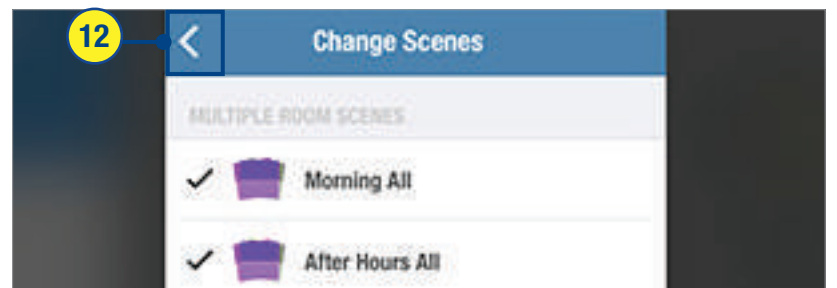 12
Change Scenes
MULTIPLE ROOM SCENES
Morning All
After Hours All